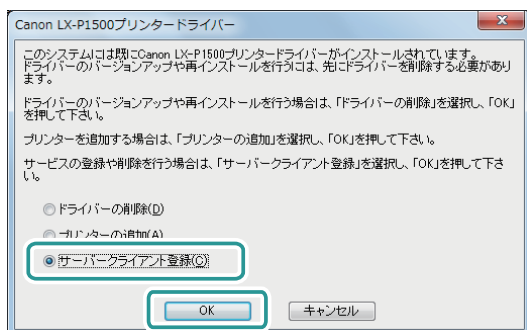 Canon LX-P1500プリンタードライバー
このシステムには既にCanon LX-P1500プリンタードライバーがインストールされています。
ドライバーのバージョンアップや再インストールを行うには、先にドライバーを削除する必要があり
ます。
ドライバーのバージョンアップや再インストールを行う場合は、「ドライバーの削除」を選択し、「OK」
を押して下さい。
プリンターを追加する場合は、「プリンターの追加」を選択し、「OK」を押して下さい。
サービスの登録や削除を行う場合は、「サーバークライアント登録」を選択し、「OK」を押して下さ
い。
ドライバーの削除(D)
プリンターの追加(A)
サーバークライアント登録(C)
OK
キャンセル